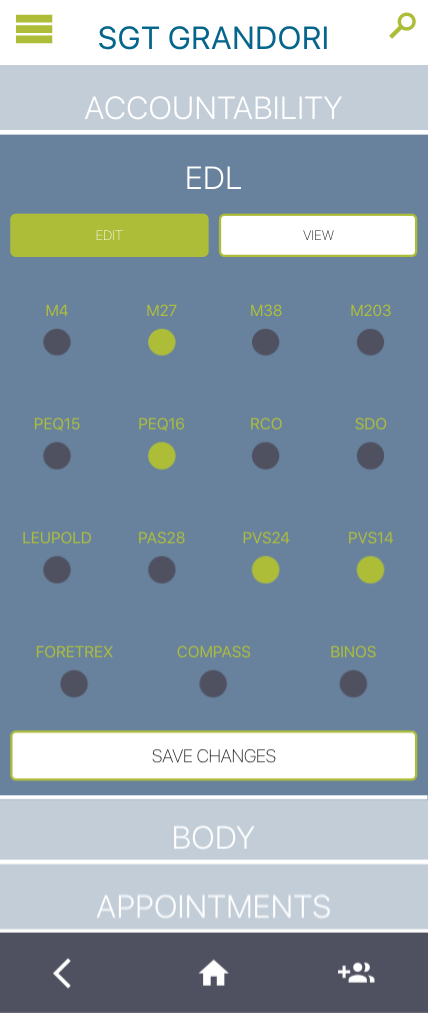 SGT GRANDORI
ACCOUNTABILITY
EDL
EDIT VIEW
M4 M27 M38 M203
PEQ15 PEQ16 RCO SDO
LEUPOLD PAS28 PVS24 PVS14
FORETREX COMPASS BINOS
SAVE CHANGES
BODY
APPOINTMENTS